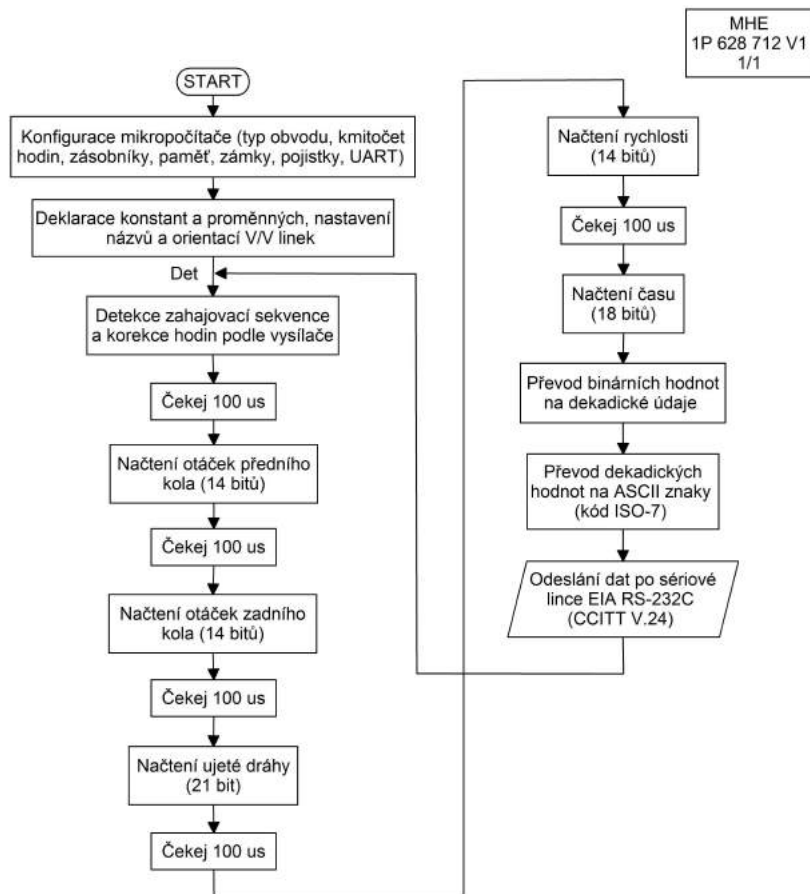 MHE
1P 628 712 V1
1/1
START
Konfigurace mikropočítače (typ obvodu, kmitočet
hodin, zásobníky, paměť, zámky, pojistky, UART)
Deklarace konstant a proměnných, nastavení
názvů a orientací V/V linek
Det
Detekce zahajovací sekvence
a korekce hodin podle vysílače
Čekej 100 us
Načtení otáček předního
kola (14 bitů)
Čekej 100 us
Načtení otáček zadního
kola (14 bitů)
Čekej 100 us
Načtení ujeté dráhy
(21 bit)
Čekej 100 us
Načtení rychlosti
(14 bitů)
Čekej 100 us
Načtení času
(18 bitů)
Převod binárních hodnot
na dekadické údaje
Převod dekadických
hodnot na ASCII znaky
(kód ISO-7)
Odeslání dat po sériové
lince EIA RS-232C
(CCITT V.24)